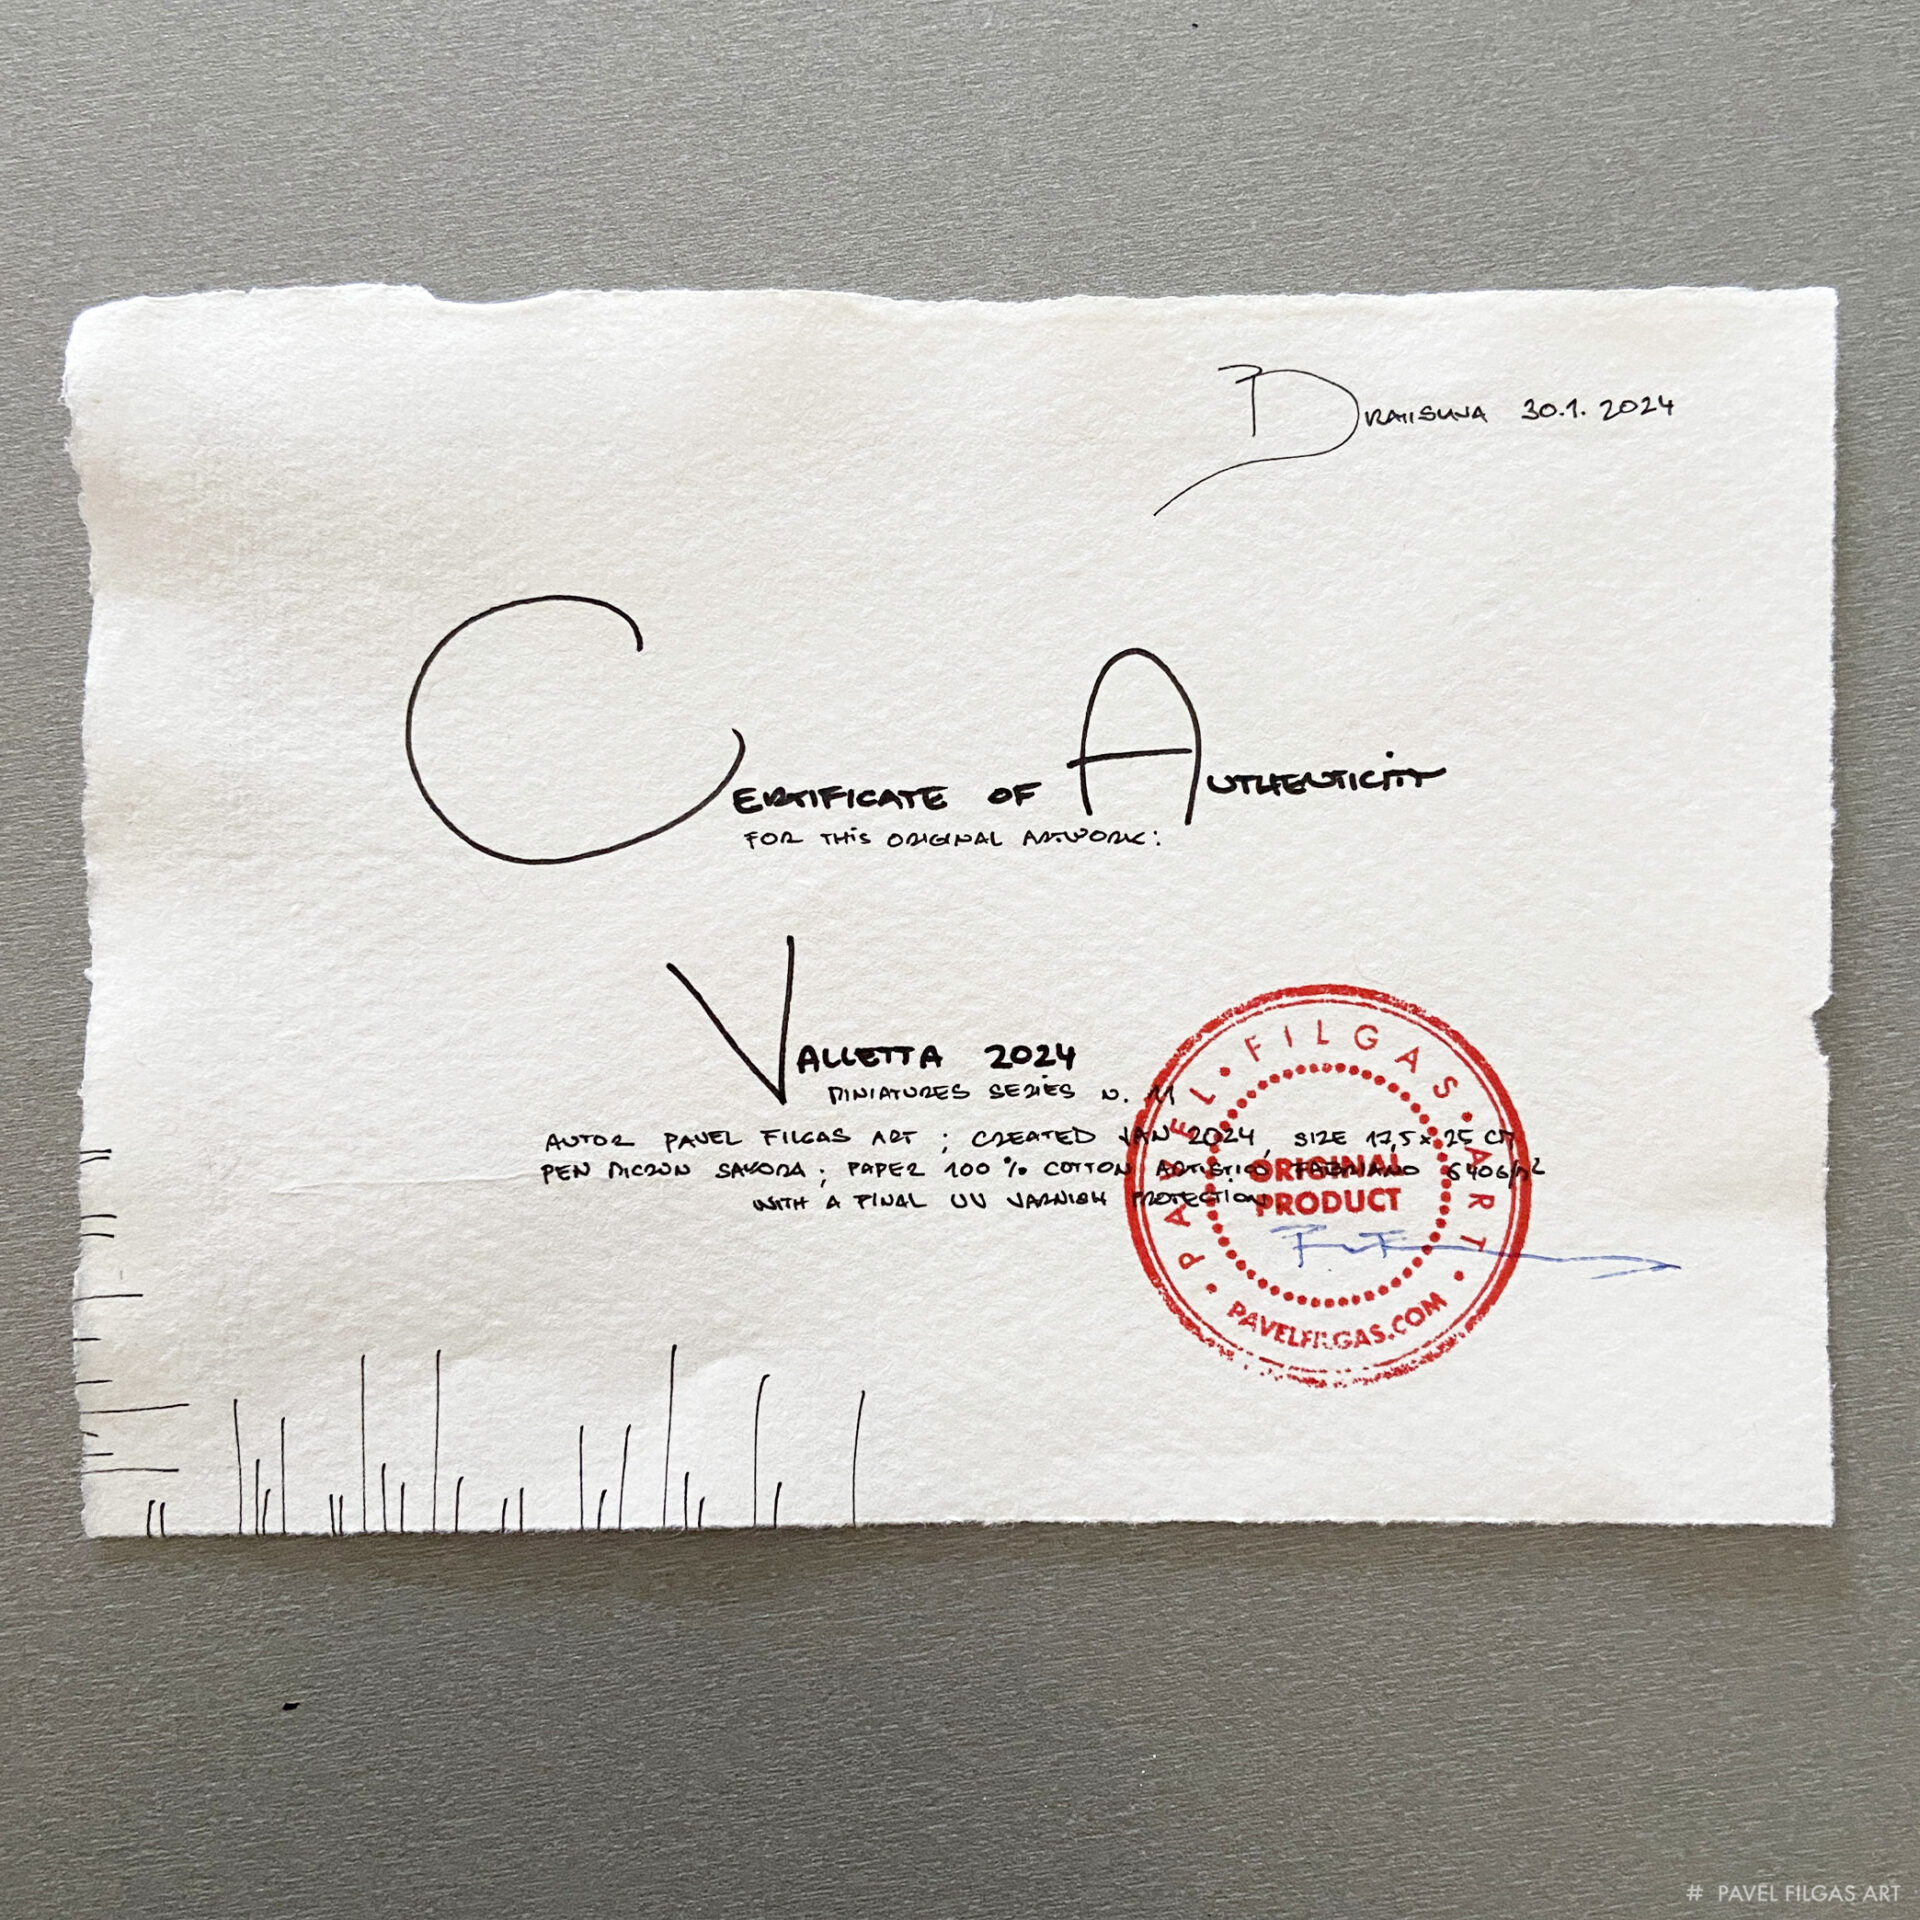 BRATISLAVA 30.1.2024
CERTIFICATE OF AUTHENTICITY
FOR THIS ORIGINAL ARTWORK:
VALLETTA 2024
MINIATURES SERIES N. 11
AUTOR PAVEL FILGAS ART ; CREATED JAN 2024, SIZE 17,5 x 25 CM
PEN MICRON SAKURA ; PAPER 100 % COTTON ARTISTICO FABRIANO 640G/M2
WITH A FINAL UV VARNISH PROTECTION
PAVEL • FILGAS • ART
ORIGINAL
PRODUCT
PAVELFILGAS.COM
# PAVEL FILGAS ART